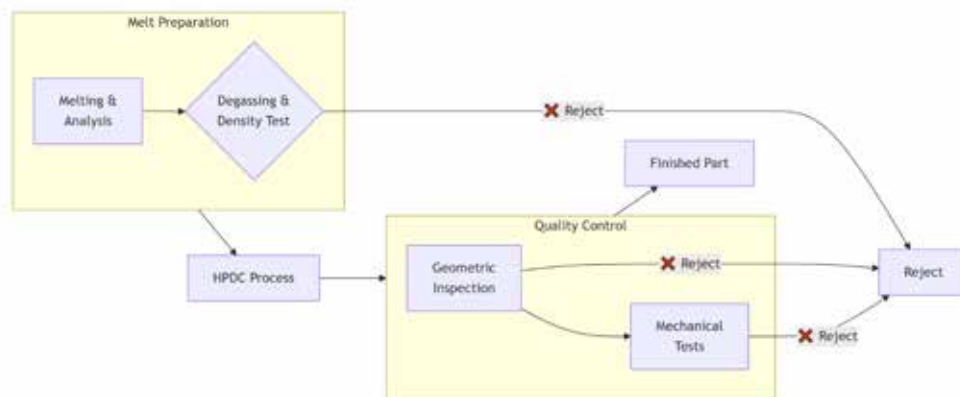 Melt Preparation
Melting &
Analysis
Degassing &
Density Test
❌ Reject
Finished Part
Quality Control
HPDC Process
Geometric
Inspection
❌ Reject
Reject
Mechanical
Tests
❌ Reject